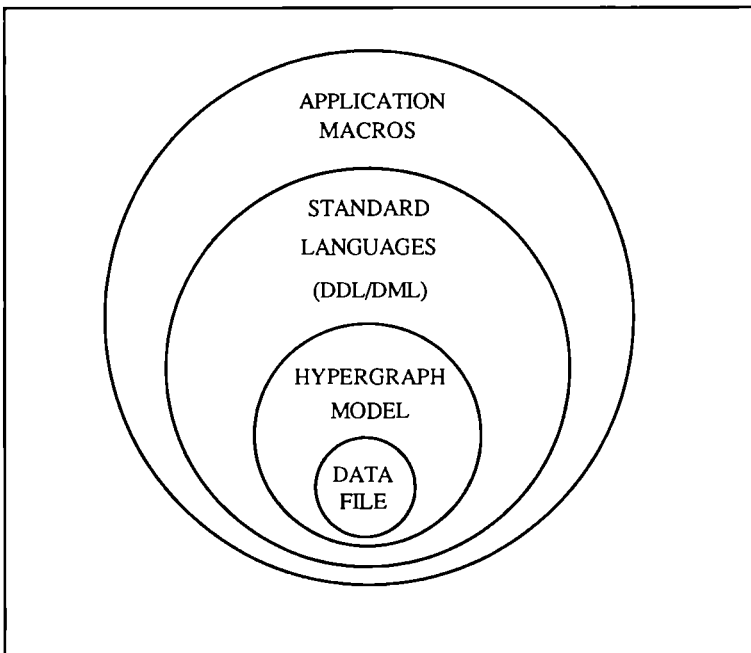 APPLICATION
MACROS
STANDARD
LANGUAGES
(DDL/DML)
HYPERGRAPH
MODEL
DATA
FILE